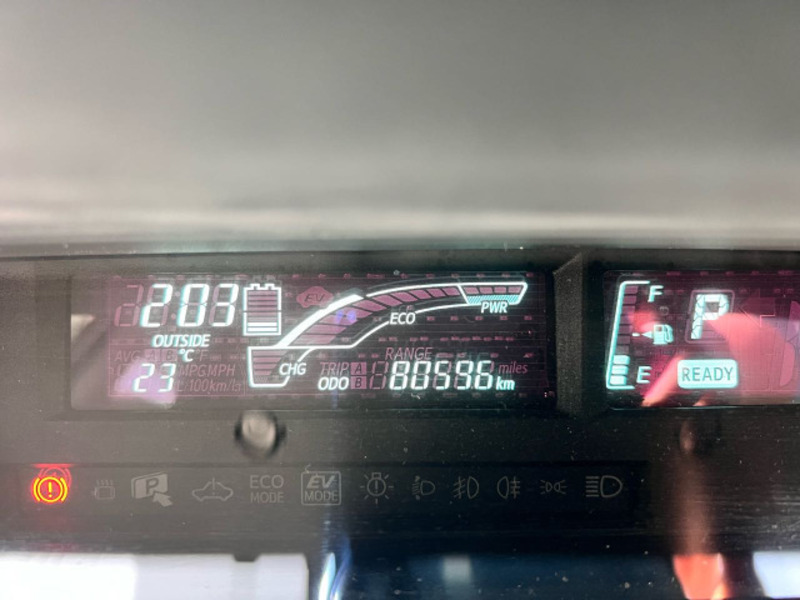 203
EV
F
PWR
P
ECO
OUTSIDE
°C
RANGE
AVG
MPG MPH
CHG
TRIP A
miles
E
READY
23
100km/h
ODO B
km
P
ECO
MODE
EV
MODE